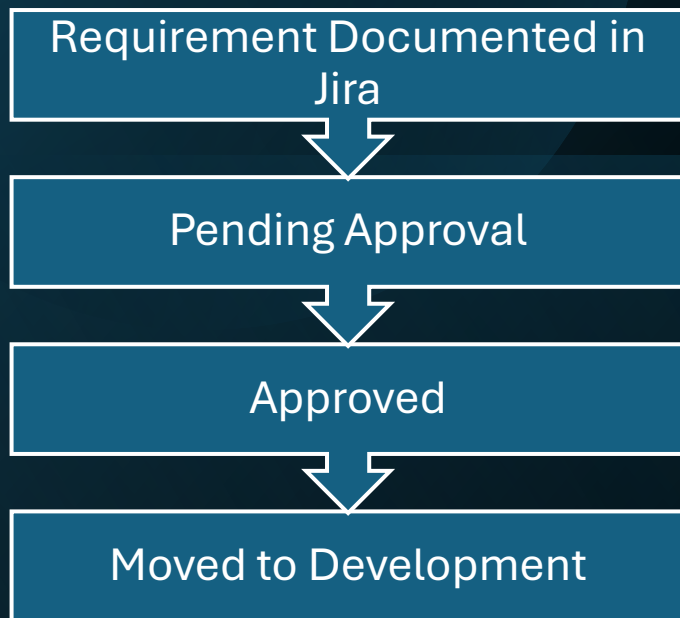 Requirement Documented in
Jira
Pending Approval
Approved
Moved to Development